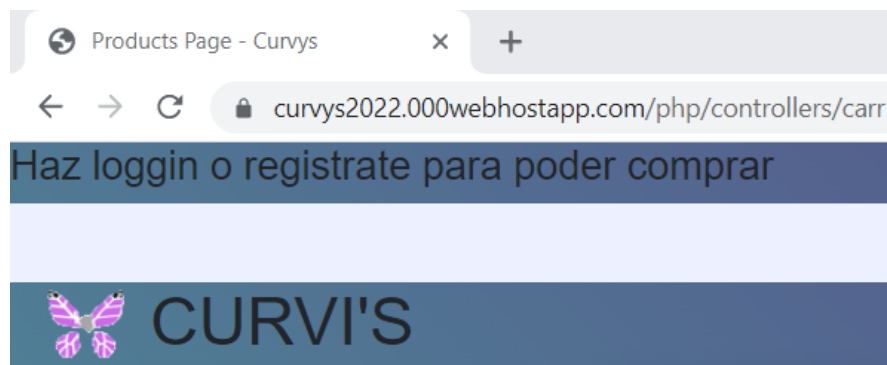 Products Page - Curvys
curvys2022.000webhostapp.com/php/controllers/carr
Haz loggin o registrate para poder comprar
CURVI'S